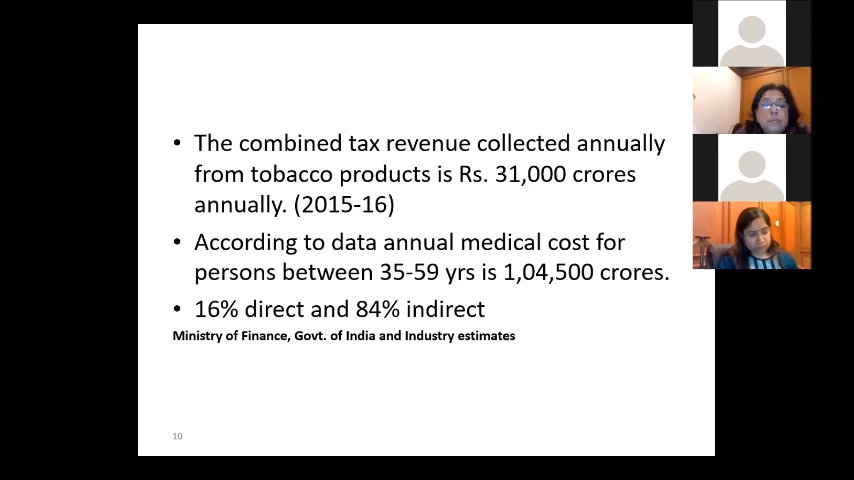 • The combined tax revenue collected annually
from tobacco products is Rs. 31,000 crores
annually. (2015-16)
• According to data annual medical cost for
persons between 35-59 yrs is 1,04,500 crores.
• 16% direct and 84% indirect
Ministry of Finance, Govt. of India and Industry estimates
10